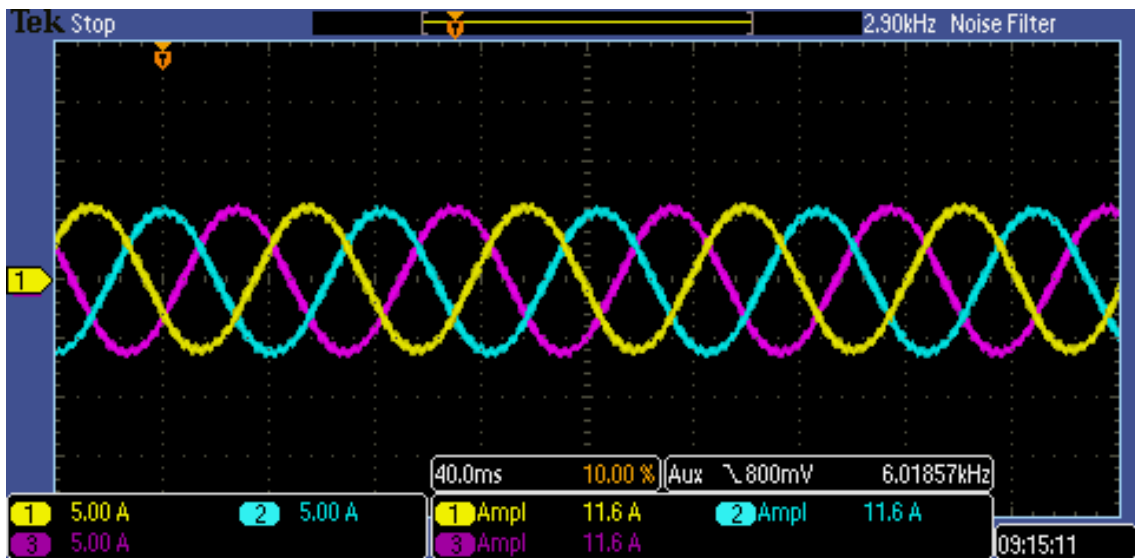 Tek Stop 2.90kHz Noise Filter
T
T
1
40.0ms 10.00 % Aux 800mV 6.01857kHz
1 5.00 A 2 5.00 A 1 Ampl 11.6 A 2 Ampl 11.6 A
3 5.00 A 3 Ampl 11.6 A 09:15:11